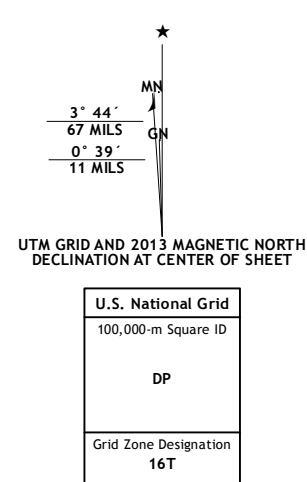 ★
MN
3° 44´
67 MILS
GN
0° 39´
11 MILS
UTM GRID AND 2013 MAGNETIC NORTH
DECLINATION AT CENTER OF SHEET
U.S. National Grid
100,000-m Square ID
DP
Grid Zone Designation
16T